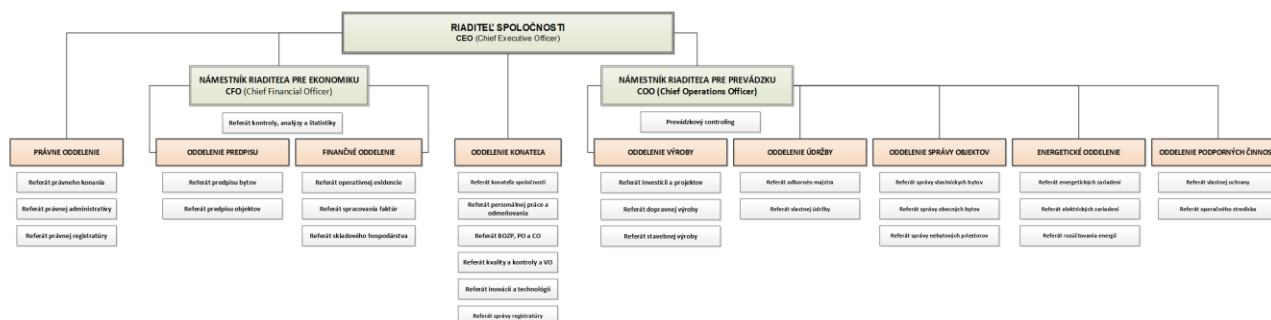 RIADITEĽ SPOLOČNOSTI
CEO (Chief Executive Officer)
NÁMESTNÍK RIADITEĽA PRE EKONOMIKU
CFO (Chief Financial Officer)
NÁMESTNÍK RIADITEĽA PRE PREVÁDZKU
COO (Chief Operations Officer)
Referát kontroly, analýzy a štatistiky
Prevádzkový controling
PRÁVNE ODDELENIE
ODDELENIE PREDPISU
FINANČNÉ ODDELENIE
ODDELENIE KONATEĽA
ODDELENIE VÝROBY
ODDELENIE ÚDRŽBY
ODDELENIE SPRÁVY OBJEKTOV
ENERGETICKÉ ODDELENIE
ODDELENIE PODPORNÝCH ČINNOS
Referát právneho konania
Referát predpisu bytov
Referát operatívnej evidencie
Referát konateľa spoločnosti
Referát investícií a projektov
Referát odborného majstra
Referát správy vlastníckych bytov
Referát energetických zariadení
Referát vlastnej ochrany
Referát právnej administratívy
Referát predpisu objektov
Referát spracovania faktúr
Referát personálnej práce a
odmeňovania
Referát dopravnej výroby
Referát vlastnej údržby
Referát správy obecných bytov
Referát elektrických zariadení
Referát operačného strediska
Referát právnej registratúry
Referát skladového hospodárstva
Referát BOZP, PO a CO
Referát stavebnej výroby
Referát správy nebytových priestorov
Referát rozúčtovania energií
Referát kvality a kontroly a VO
Referát inovácií a technológií
Referát správy registratúry